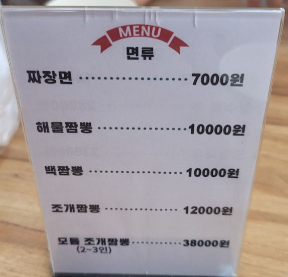 MENU
면류
짜장면 7000원
해물짬뽕 10000원
백짬뽕 10000원
조개짬뽕 12000원
모듬 조개짬뽕 38000원
(2~3인)